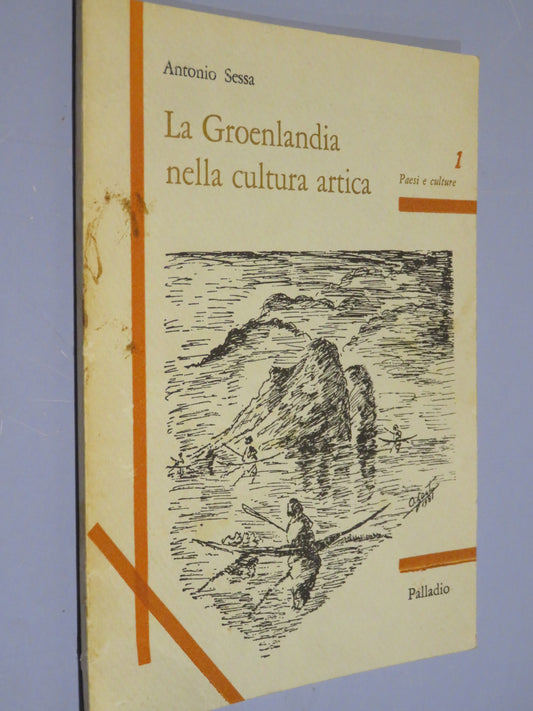 Antonio Sessa
La Groenlandia
nella cultura artica
1
Paesi e culture
Palladio